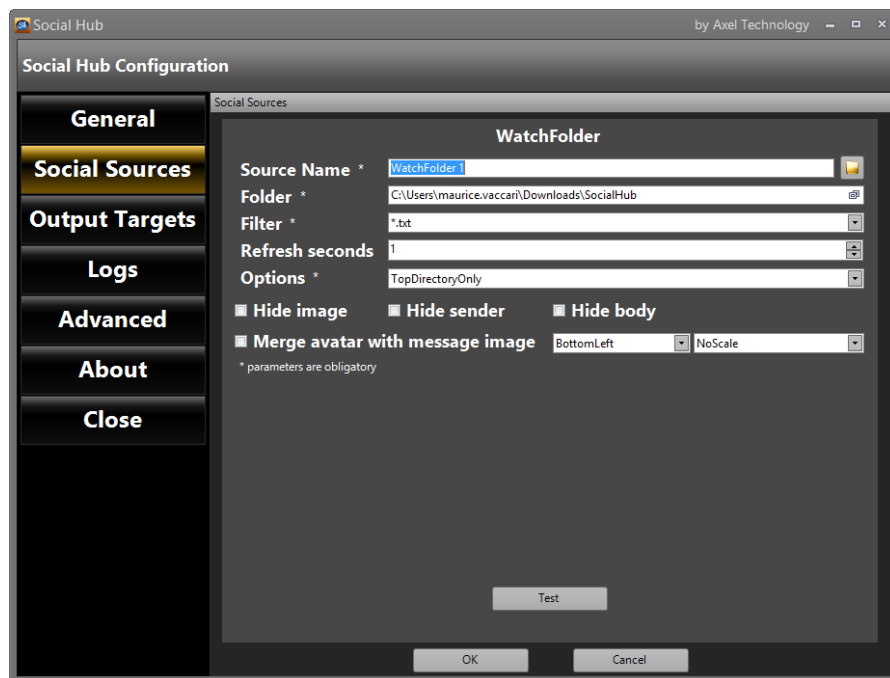 Social Hub by Axel Technology
Social Hub Configuration
General
Social Sources
Output Targets
Logs
Advanced
About
Close
Social Sources
WatchFolder
Source Name * WatchFolder 1
Folder * C:\Users\maurice.vaccari\Downloads\SocialHub
Filter * *.txt
Refresh seconds 1
Options * TopDirectoryOnly
Hide image Hide sender Hide body
Merge avatar with message image BottomLeft NoScale
* parameters are obligatory
Test
OK Cancel